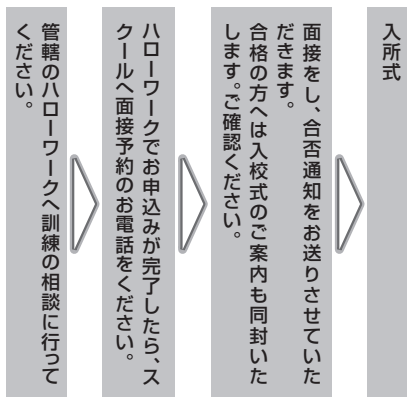 管轄のハローワークへ訓練の相談に行って
ください。
ハローワークでお申込みが完了したら、ス
クールへ面接予約のお電話をください。
面接をし、合否通知をお送りさせていた
だきます。
合格の方へは入校式のご案内も同封いた
します。ご確認ください。
入所式